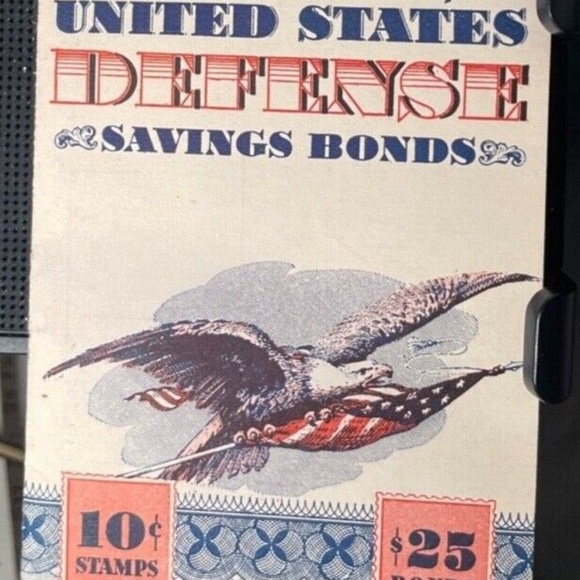 UNITED STATES
DEFENSE
SAVINGS BONDS
10¢
STAMPS
$25